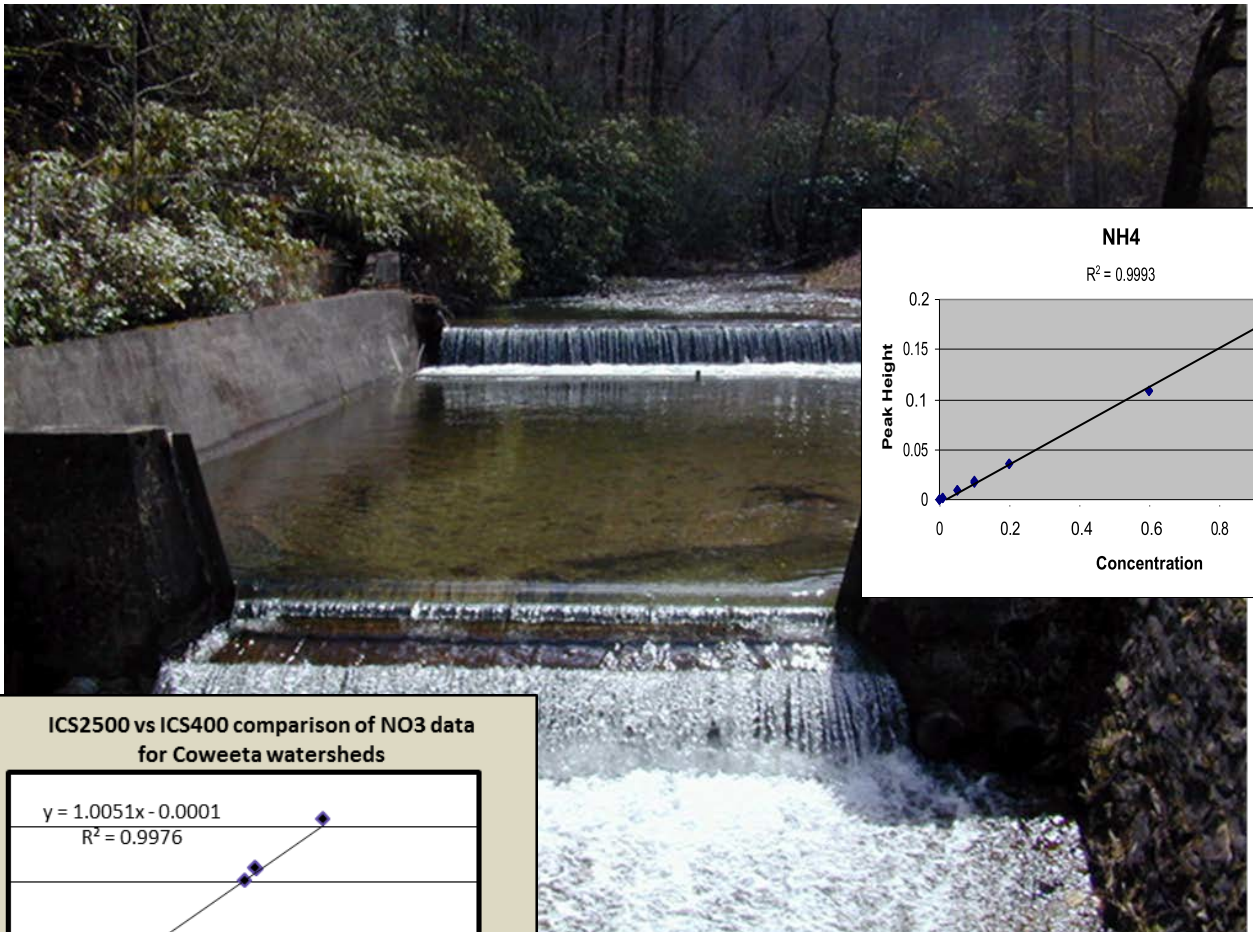 NH4
R² = 0.9993
0.2
0.15
0.1
0.05
0
0
0.2
0.4
0.6
0.8
Peak Height
Concentration
ICS2500 vs ICS400 comparison of NO3 data
for Coweeta watersheds
y = 1.0051x - 0.0001
R² = 0.9976